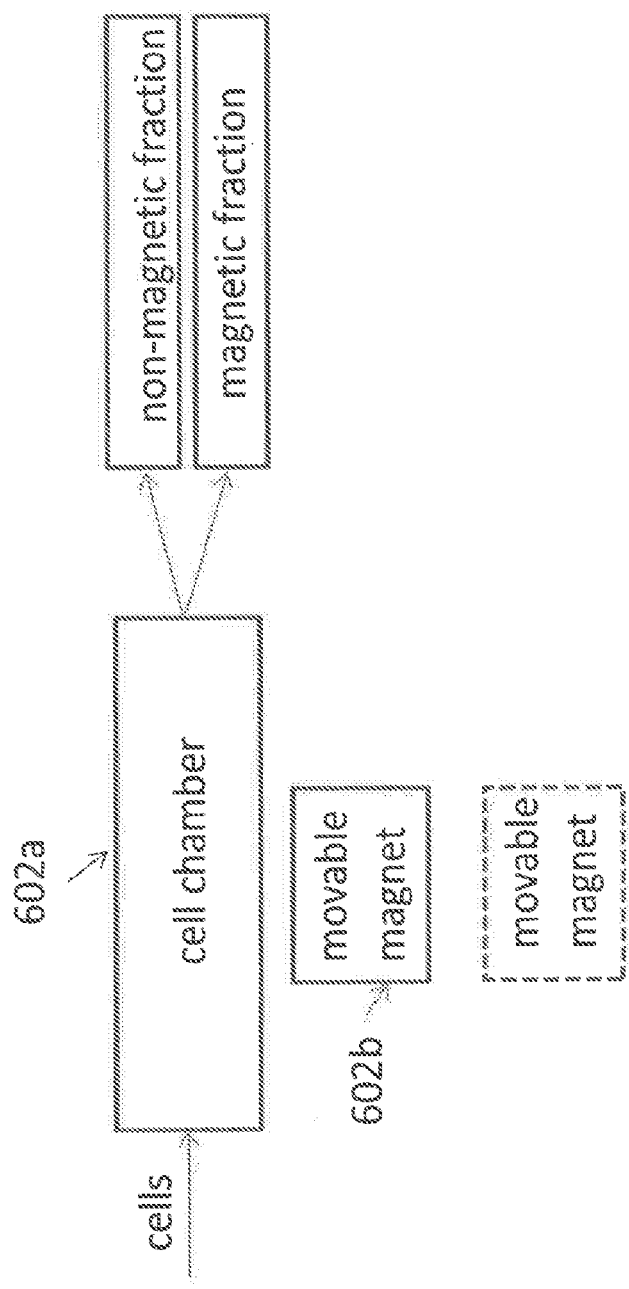 602a
cells
cell chamber
non-magnetic fraction
magnetic fraction
602b
movable
magnet
movable
magnet